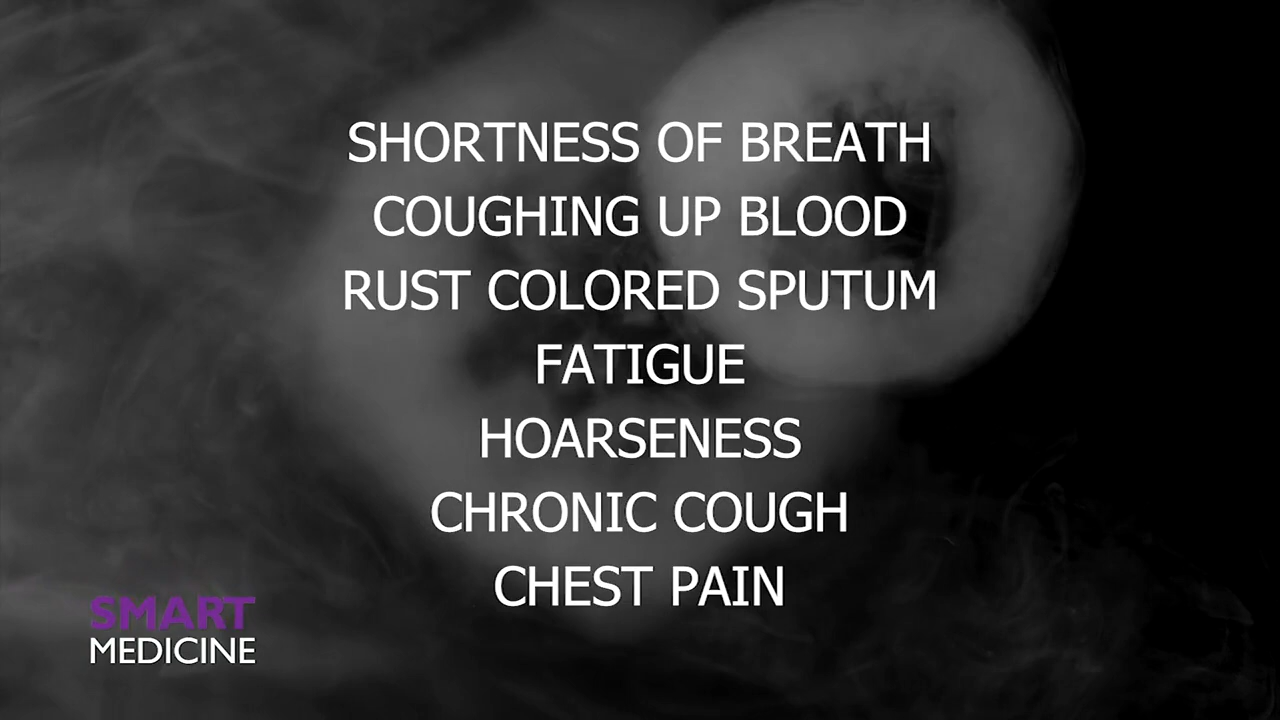 SHORTNESS OF BREATH
COUGHING UP BLOOD
RUST COLORED SPUTUM
FATIGUE
HOARSENESS
CHRONIC COUGH
CHEST PAIN
SMART
MEDICINE